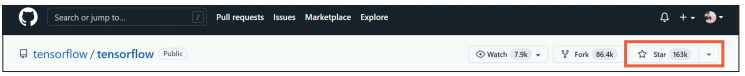 Search or jump to... / Pull requests Issues Marketplace Explore
tensorflow / tensorflow Public Watch 7.9k Fork 86.4k Star 163k